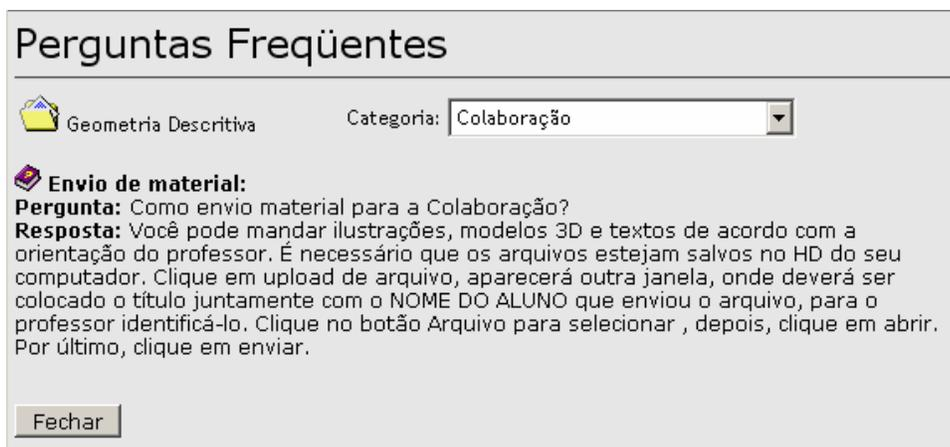 Perguntas Freqüentes
Geometria Descritiva Categoria: Colaboração
Envio de material:
Pergunta: Como envio material para a Colaboração?
Resposta: Você pode mandar ilustrações, modelos 3D e textos de acordo com a
orientação do professor. É necessário que os arquivos estejam salvos no HD do seu
computador. Clique em upload de arquivo, aparecerá outra janela, onde deverá ser
colocado o título juntamente com o NOME DO ALUNO que enviou o arquivo, para o
professor identificá-lo. Clique no botão Arquivo para selecionar , depois, clique em abrir.
Por último, clique em enviar.
Fechar